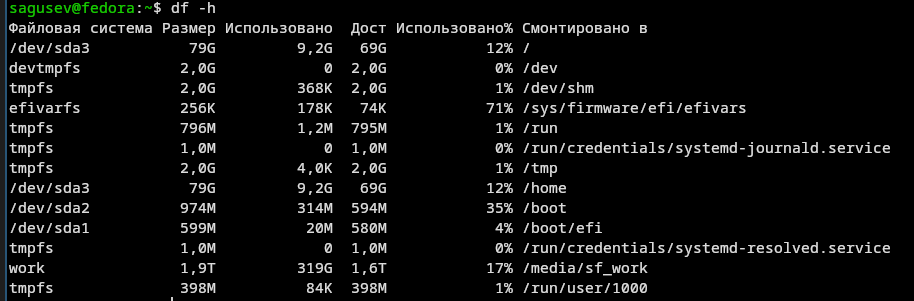 sagusev@fedora:~$ df -h
Файловая система Размер Использовано  Дост Использовано% Смонтировано в
/dev/sda3           79G         9,2G   69G           12% /
devtmpfs           2,0G            0  2,0G            0% /dev
tmpfs              2,0G         368K  2,0G            1% /dev/shm
efivarfs           256K         178K   74K           71% /sys/firmware/efi/efivars
tmpfs              796M         1,2M  795M            1% /run
tmpfs              1,0M            0  1,0M            0% /run/credentials/systemd-journald.service
tmpfs              2,0G         4,0K  2,0G            1% /tmp
/dev/sda3           79G         9,2G   69G           12% /home
/dev/sda2          974M         314M  594M           35% /boot
/dev/sda1          599M          20M  580M            4% /boot/efi
tmpfs              1,0M            0  1,0M            0% /run/credentials/systemd-resolved.service
work               1,9T         319G  1,6T           17% /media/sf_work
tmpfs              398M          84K  398M            1% /run/user/1000